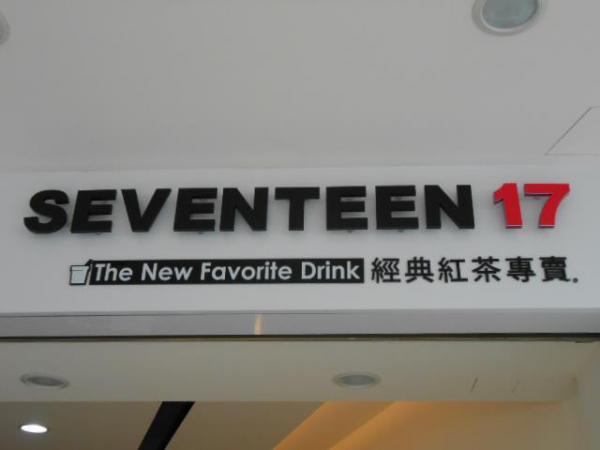 SEVENTEEN 17
The New Favorite Drink 經典紅茶專賣.